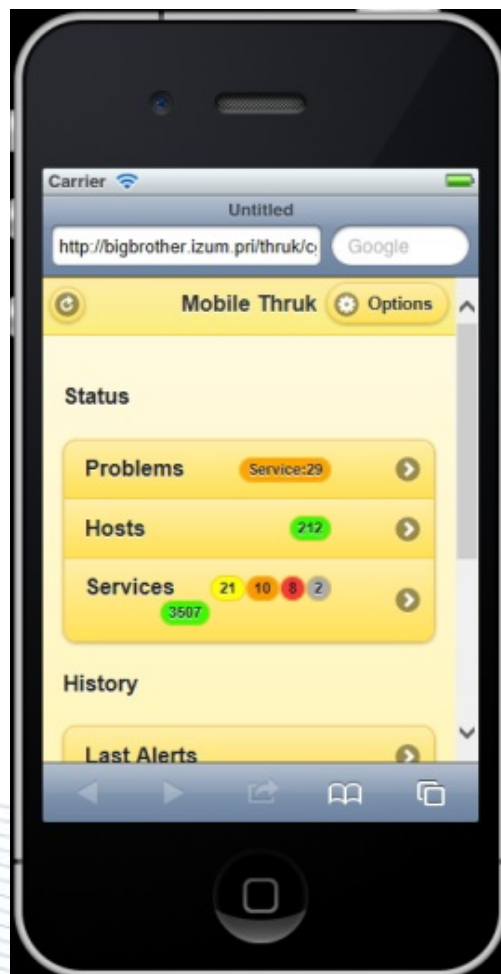 Carrier
Untitled
http://bigbrother.izum.pri/thruk/c
Google
Mobile Thruk
Options
Status
Problems
Service:29
Hosts
212
Services
21 10 8 2
3507
History
Last Alerts